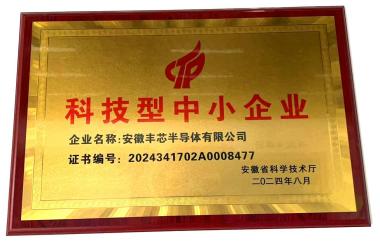 科技型中小企业
企业名称:安徽丰芯半导体有限公司
证书编号: 2024341702A0008477
安徽省科学技术厅
二〇二四年八月